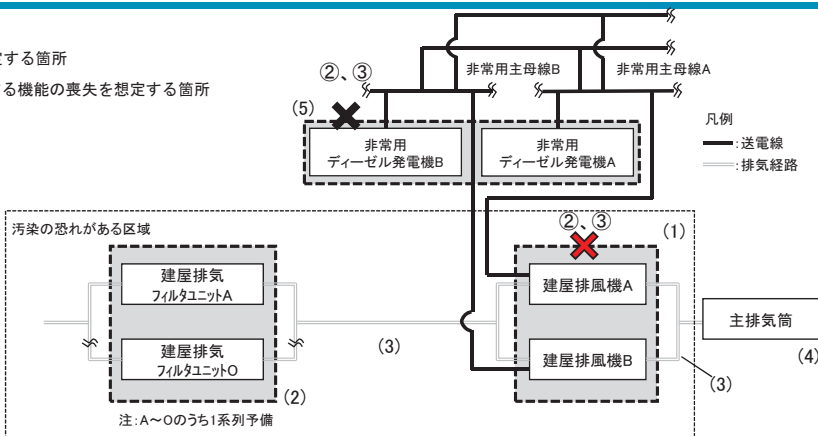 定する箇所
する機能の喪失を想定する箇所
②、③
非常用主母線B
非常用主母線A
(5)
非常用
ディーゼル発電機B
非常用
ディーゼル発電機A
凡例
:送電線
:排気経路
汚染の恐れがある区域
②、③
(1)
建屋排気
フィルタユニットA
建屋排風機A
主排気筒
(3)
建屋排気
フィルタユニットO
建屋排風機B
(4)
(3)
(2)
注:A～Oのうち1系列予備